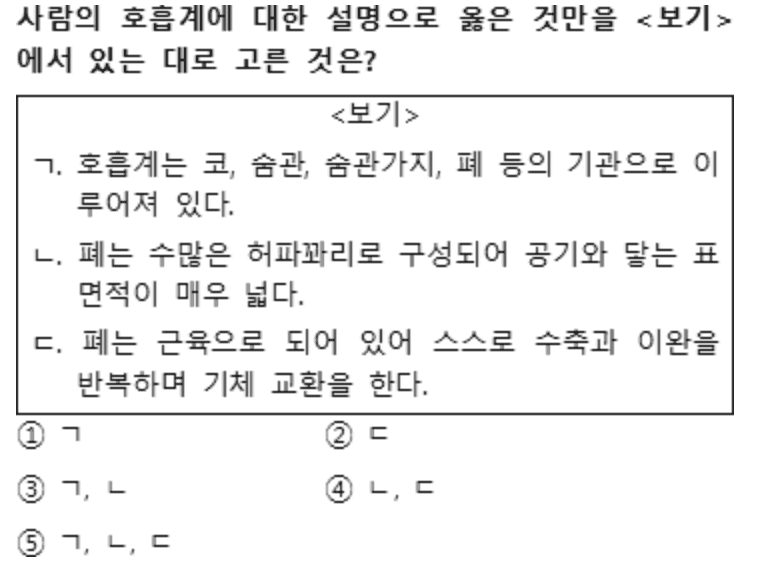 사람의 호흡계에 대한 설명으로 옳은 것만을 <보기>
에서 있는 대로 고른 것은?
<보기>
ㄱ. 호흡계는 코, 숨관, 숨관가지, 폐 등의 기관으로 이
루어져 있다.
ㄴ. 폐는 수많은 허파꽈리로 구성되어 공기와 닿는 표
면적이 매우 넓다.
ㄷ. 폐는 근육으로 되어 있어 스스로 수축과 이완을
반복하며 기체 교환을 한다.
① ㄱ ② ㄷ
③ ㄱ, ㄴ ④ ㄴ, ㄷ
⑤ ㄱ, ㄴ, ㄷ